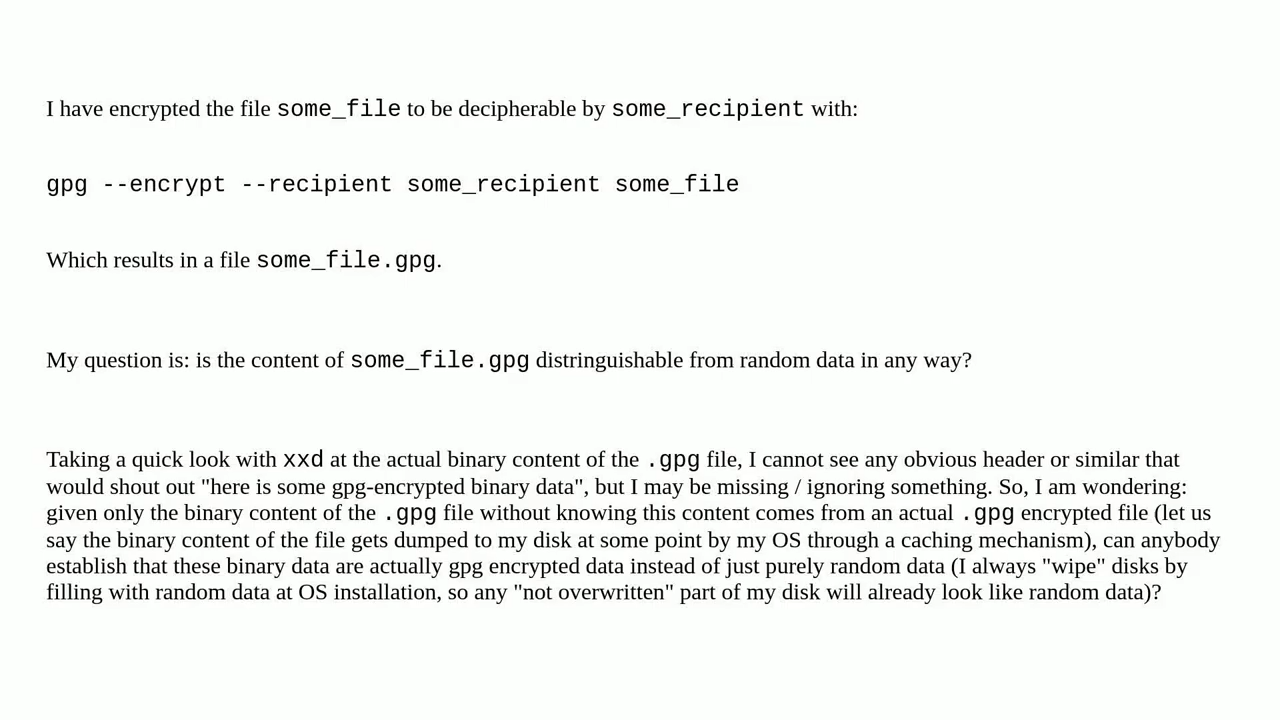 I have encrypted the file some_file to be decipherable by some_recipient with:
gpg --encrypt --recipient some_recipient some_file
Which results in a file some_file.gpg.
My question is: is the content of some_file.gpg distringuishable from random data in any way?
Taking a quick look with xxd at the actual binary content of the .gpg file, I cannot see any obvious header or similar that
would shout out "here is some gpg-encrypted binary data", but I may be missing / ignoring something. So, I am wondering:
given only the binary content of the .gpg file without knowing this content comes from an actual .gpg encrypted file (let us
say the binary content of the file gets dumped to my disk at some point by my OS through a caching mechanism), can anybody
establish that these binary data are actually gpg encrypted data instead of just purely random data (I always "wipe" disks by
filling with random data at OS installation, so any "not overwritten" part of my disk will already look like random data)?